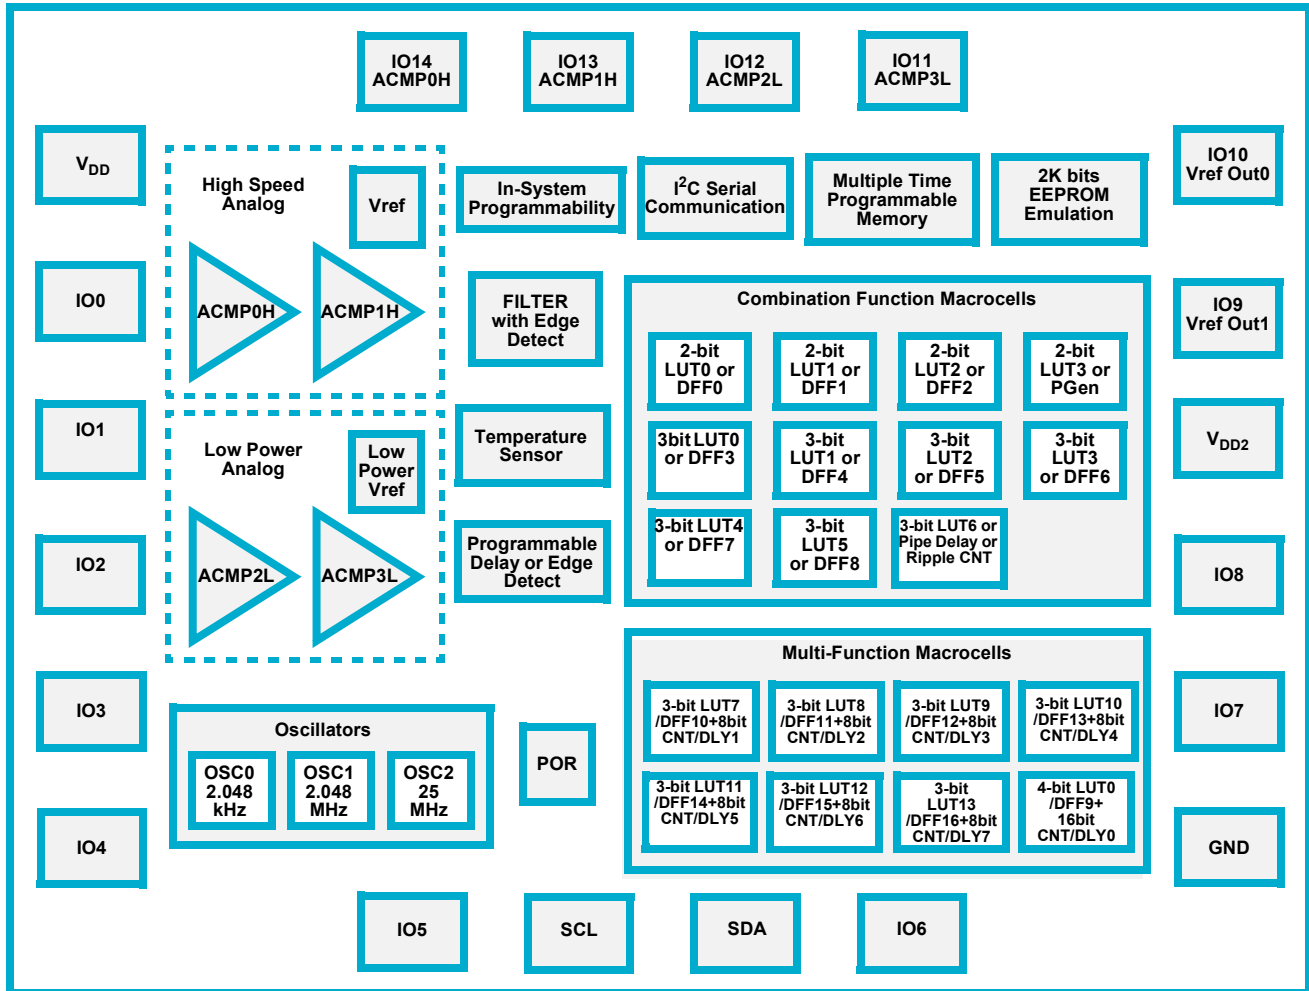 IO14
ACMP0H
IO13
ACMP1H
IO12
ACMP2L
IO11
ACMP3L
VDD
IO0
IO1
IO2
IO3
IO4
High Speed
Analog
Vref
ACMP0H
ACMP1H
Low Power
Analog
Low
Power
Vref
ACMP2L
ACMP3L
In-System
Programmability
I²C Serial
Communication
Multiple Time
Programmable
Memory
2K bits
EEPROM
Emulation
FILTER
with Edge
Detect
Temperature
Sensor
Programmable
Delay or Edge
Detect
Combination Function Macrocells
2-bit
LUT0 or
DFF0
2-bit
LUT1 or
DFF1
2-bit
LUT2 or
DFF2
2-bit
LUT3 or
PGen
3bit LUT0
or DFF3
3-bit
LUT1 or
DFF4
3-bit
LUT2
or DFF5
3-bit
LUT3
or DFF6
3-bit LUT4
or DFF7
3-bit
LUT5
or DFF8
3-bit LUT6 or
Pipe Delay or
Ripple CNT
Multi-Function Macrocells
3-bit LUT7
/DFF10+8bit
CNT/DLY1
3-bit LUT8
/DFF11+8bit
CNT/DLY2
3-bit LUT9
/DFF12+8bit
CNT/DLY3
3-bit LUT10
/DFF13+8bit
CNT/DLY4
3-bit LUT11
/DFF14+8bit
CNT/DLY5
3-bit LUT12
/DFF15+8bit
CNT/DLY6
3-bit
LUT13
/DFF16+8bit
CNT/DLY7
4-bit LUT0
/DFF9+
16bit
CNT/DLY0
Oscillators
OSC0
2.048
kHz
OSC1
2.048
MHz
OSC2
25
MHz
POR
IO10
Vref Out0
IO9
Vref Out1
VDD2
IO8
IO7
GND
IO5
SCL
SDA
IO6